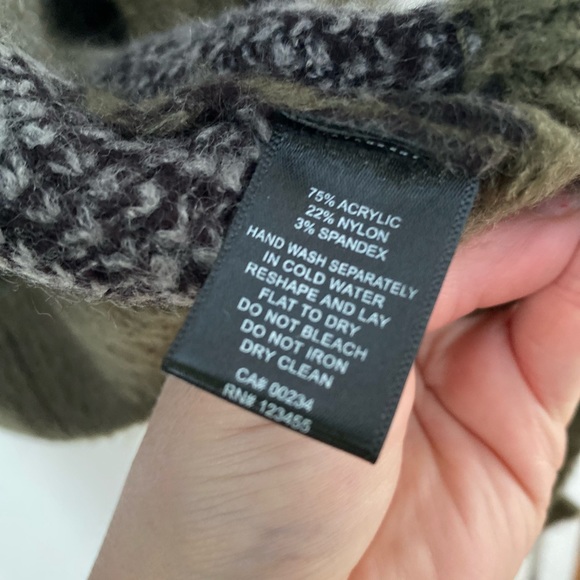 75% ACRYLIC
22% NYLON
3% SPANDEX
HAND WASH SEPARATELY
IN COLD WATER
RESHAPE AND LAY
FLAT TO DRY
DO NOT BLEACH
DO NOT IRON
DRY CLEAN
CA# 00234
RN# 123455